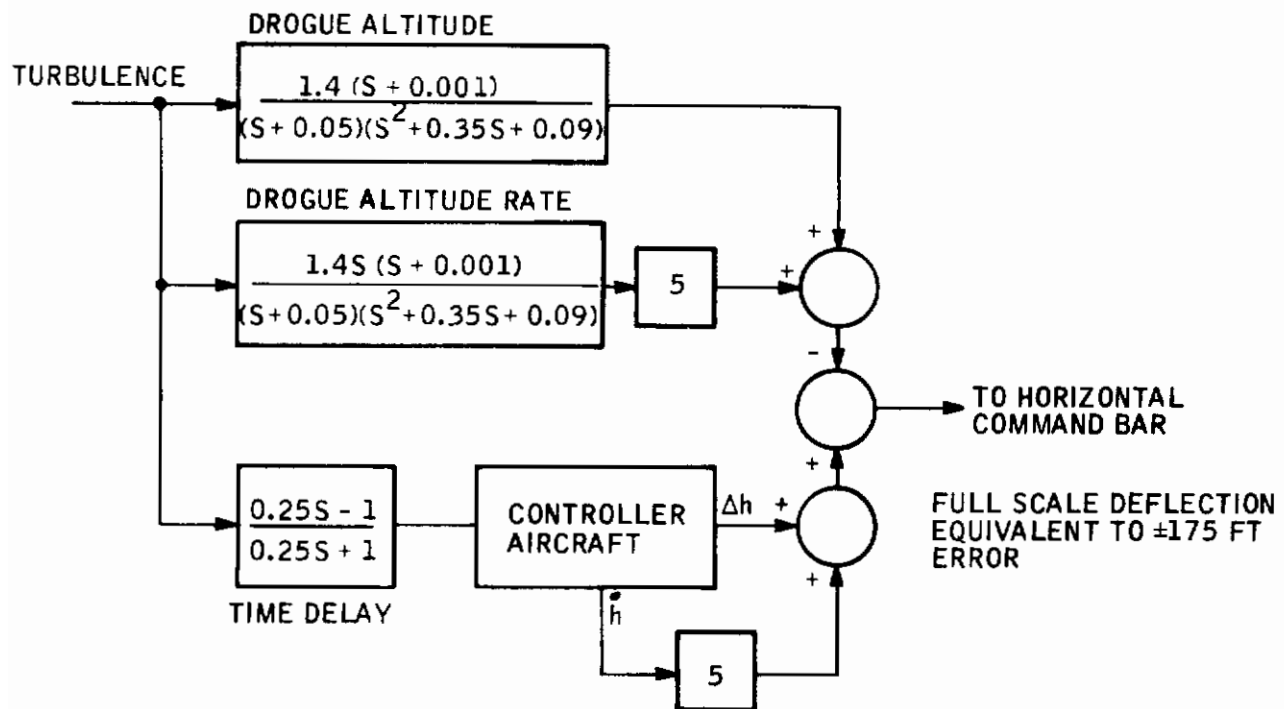 DROGUE ALTITUDE
TURBULENCE
1.4 (S + 0.001)
(S + 0.05)(S² + 0.35S + 0.09)
+
DROGUE ALTITUDE RATE
1.4S (S + 0.001)
(S + 0.05)(S² + 0.35S + 0.09)
5
+
-
TO HORIZONTAL
COMMAND BAR
+
0.25S - 1
0.25S + 1
TIME DELAY
CONTROLLER
AIRCRAFT
Δh
+
ḣ
5
+
FULL SCALE DEFLECTION
EQUIVALENT TO ±175 FT
ERROR